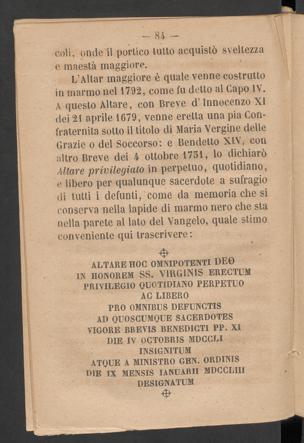 — 84 —
coli, onde il portico tutto acquistò sveltezza
e maestà maggiore.
L'Altar maggiore è quale venne costrutto
in marmo nel 1792, come fu detto al Capo IV.
A questo Altare, con Breve d' Innocenzo XI
dei 21 aprile 1679, venne eretta una pia Con-
fraternita sotto il titolo di Maria Vergine delle
Grazie o del Soccorso: e Bendetto XIV, con
altro Breve dei 4 ottobre 1751, lo dichiarò
Altare privilegiato in perpetuo, quotidiano,
e libero per qualunque sacerdote a sufragio
di tutti i defunti, come da memoria che si
conserva nella lapide di marmo nero che sta
nella parete al lato del Vangelo, quale stimo
conveniente qui trascrivere:
✠
ALTARE HOC OMNIPOTENTI DEO
IN HONOREM SS. VIRGINIS ERECTUM
PRIVILEGIO QUOTIDIANO PERPETUO
AC LIBERO
PRO OMNIBUS DEFUNCTIS
AD QUOSCUMQUE SACERDOTES
VIGORE BREVIS BENEDICTI PP. XI
DIE IV OCTOBRIS MDCCLI
INSIGNITUM
ATQUE A MINISTRO GEN. ORDINIS
DIE IX MENSIS IANUARII MDCCLIII
DESIGNATUM
✠